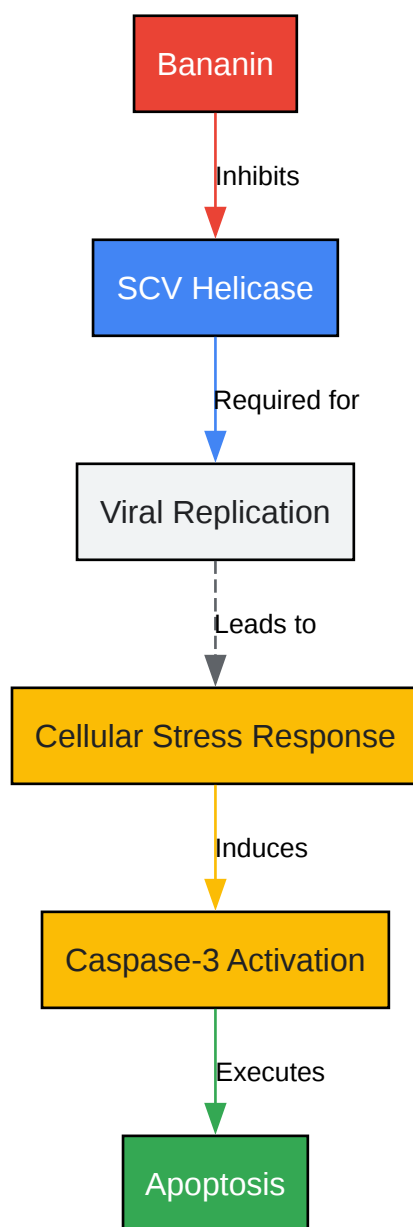 Bananin
Inhibits
SCV Helicase
Required for
Viral Replication
Leads to
Cellular Stress Response
Induces
Caspase-3 Activation
Executes
Apoptosis